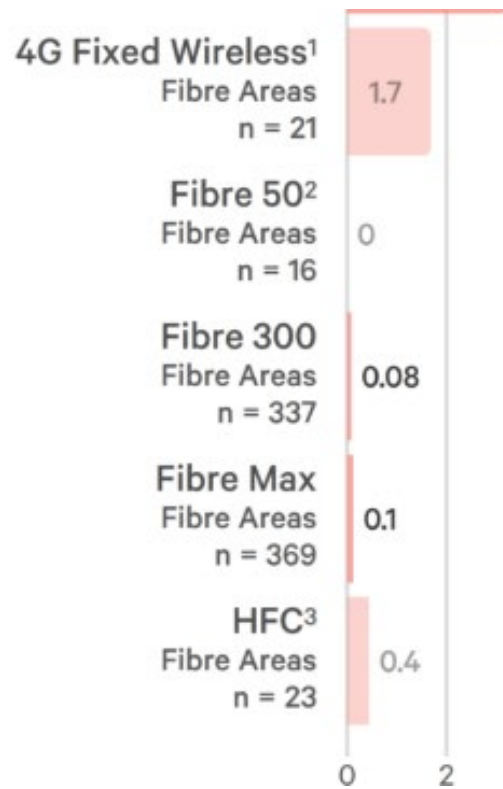 4G Fixed Wireless¹
Fibre Areas
n = 21
1.7
Fibre 50²
Fibre Areas
n = 16
0
Fibre 300
Fibre Areas
n = 337
0.08
Fibre Max
Fibre Areas
n = 369
0.1
HFC³
Fibre Areas
n = 23
0.4
0 2